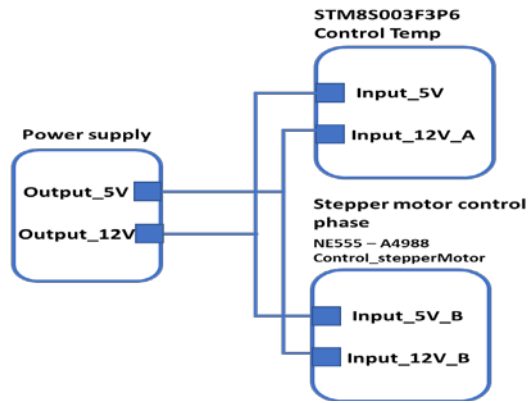 STM8S003F3P6
Control Temp
Input_5V
Input_12V_A
Power supply
Output_5V
Output_12V
Stepper motor control
phase
NE555 – A4988
Control_stepperMotor
Input_5V_B
Input_12V_B